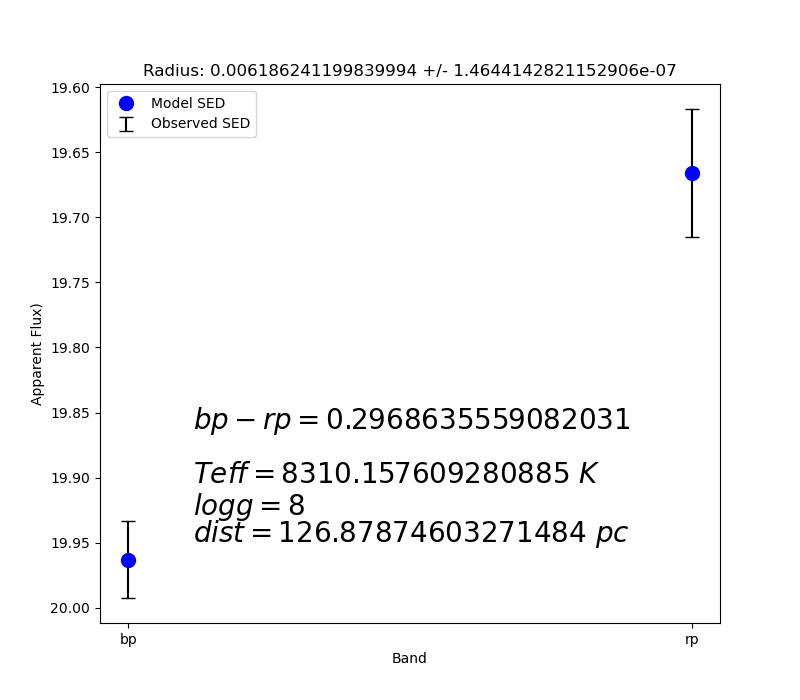 Radius: 0.006186241199839994 +/- 1.4644142821152906e-07
19.60
Model SED
Observed SED
19.65
19.70
19.75
19.80
Apparent Flux)
19.85
bp − rp = 0.2968635559082031
19.90
Teff = 8310.157609280885 K
logg = 8
19.95
dist = 126.87874603271484 pc
20.00
bp
rp
Band